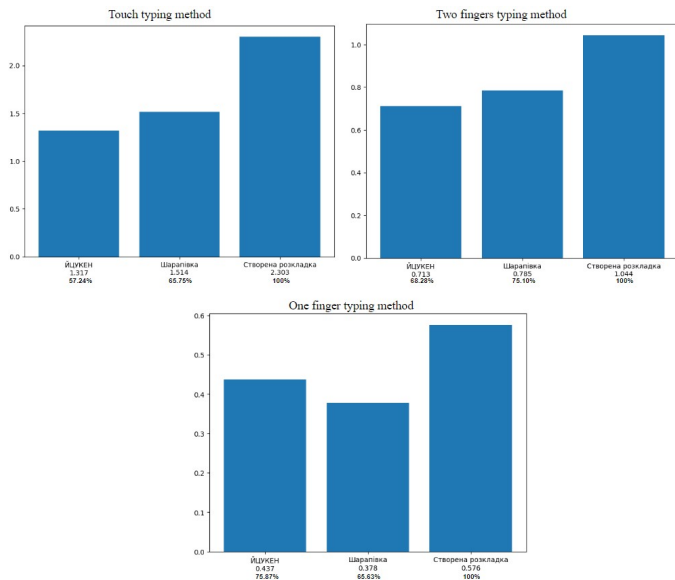 Touch typing method
2.0
1.5
1.0
0.5
0.0
ЙЦУКЕН Шарапівка Створена розкладка
1.317 1.514 2.303
57.24% 65.75% 100%
Two fingers typing method
1.0
0.8
0.6
0.4
0.2
0.0
ЙЦУКЕН Шарапівка Створена розкладка
0.713 0.785 1.044
68.28% 75.10% 100%
One finger typing method
0.6
0.5
0.4
0.3
0.2
0.1
0.0
ЙЦУКЕН Шарапівка Створена розкладка
0.437 0.378 0.576
75.87% 65.63% 100%